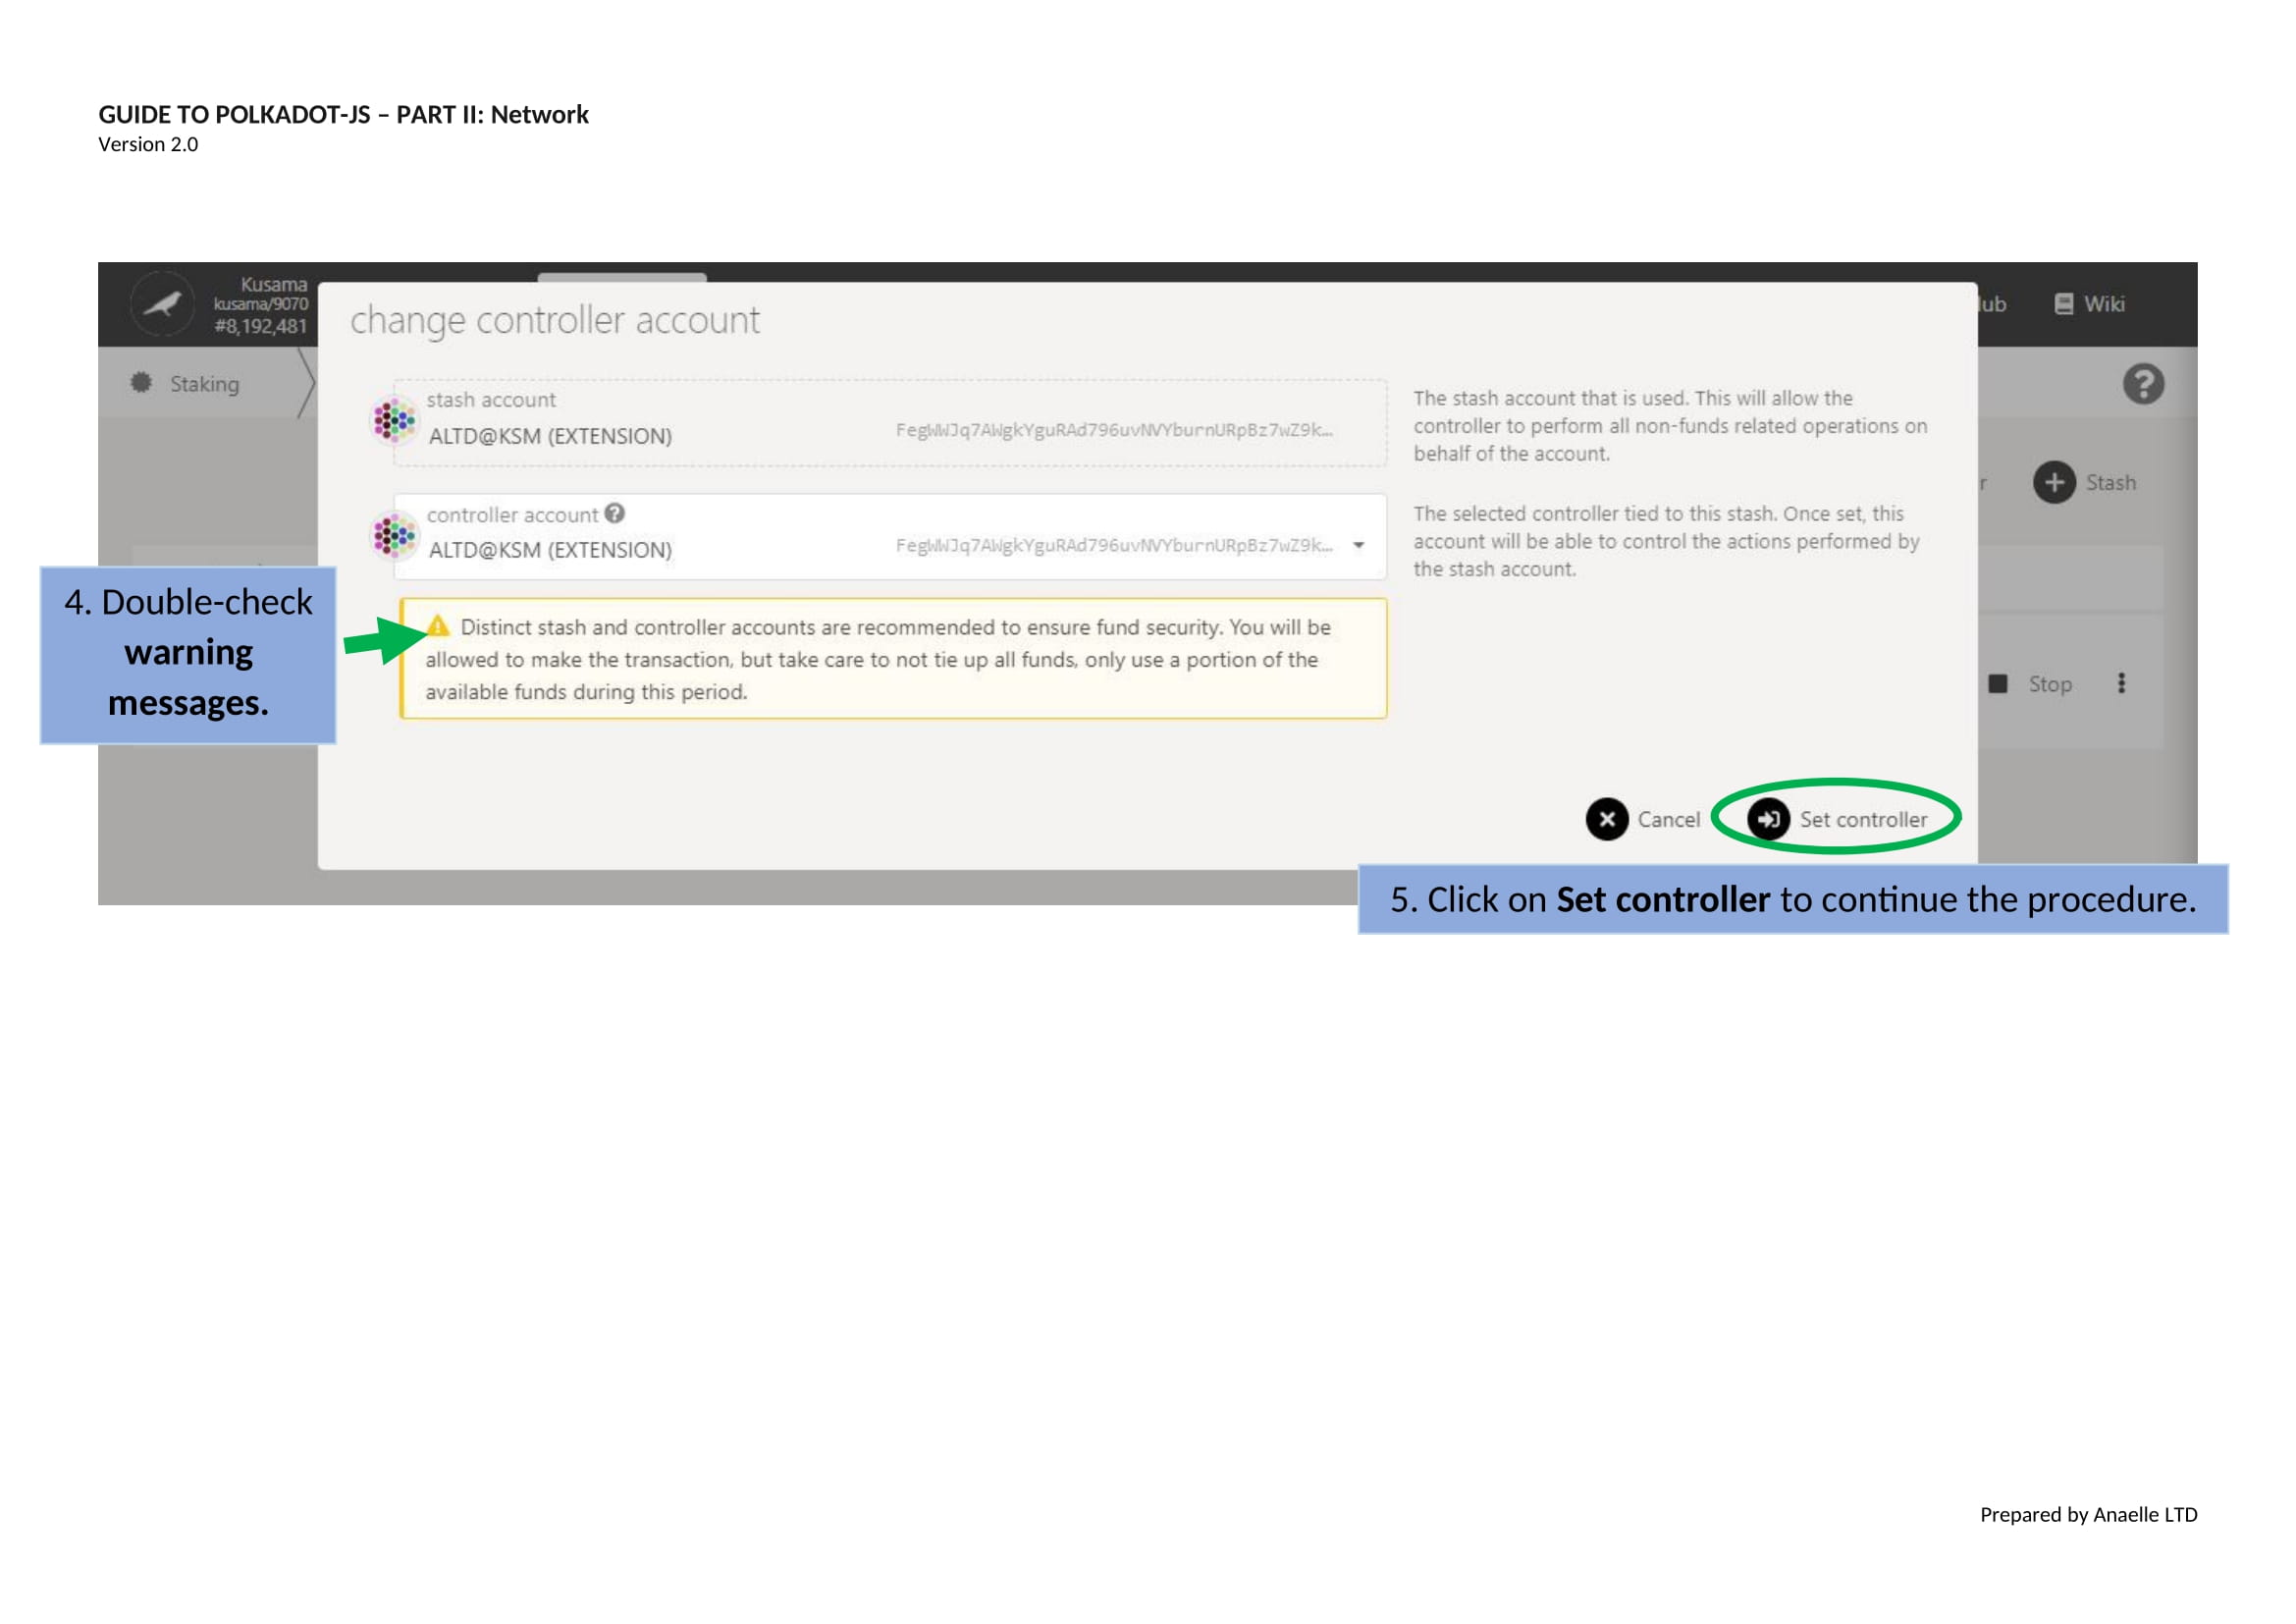 GUIDE TO POLKADOT-JS – PART II: Network
Version 2.0
Kusama
kusama/9070
#8,192,481
lub
Wiki
change controller account
Staking
stash account
ALTD@KSM (EXTENSION)
FegWWJq7AWgkYguRAd796uvNVYburnURpBz7wZ9k…
The stash account that is used. This will allow the
controller to perform all non-funds related operations on
behalf of the account.
r
Stash
controller account
ALTD@KSM (EXTENSION)
FegWWJq7AWgkYguRAd796uvNVYburnURpBz7wZ9k…
The selected controller tied to this stash. Once set, this
account will be able to control the actions performed by
the stash account.
4. Double-check
warning
messages.
Distinct stash and controller accounts are recommended to ensure fund security. You will be
allowed to make the transaction, but take care to not tie up all funds, only use a portion of the
available funds during this period.
Stop
Cancel
Set controller
5. Click on Set controller to continue the procedure.
Prepared by Anaelle LTD